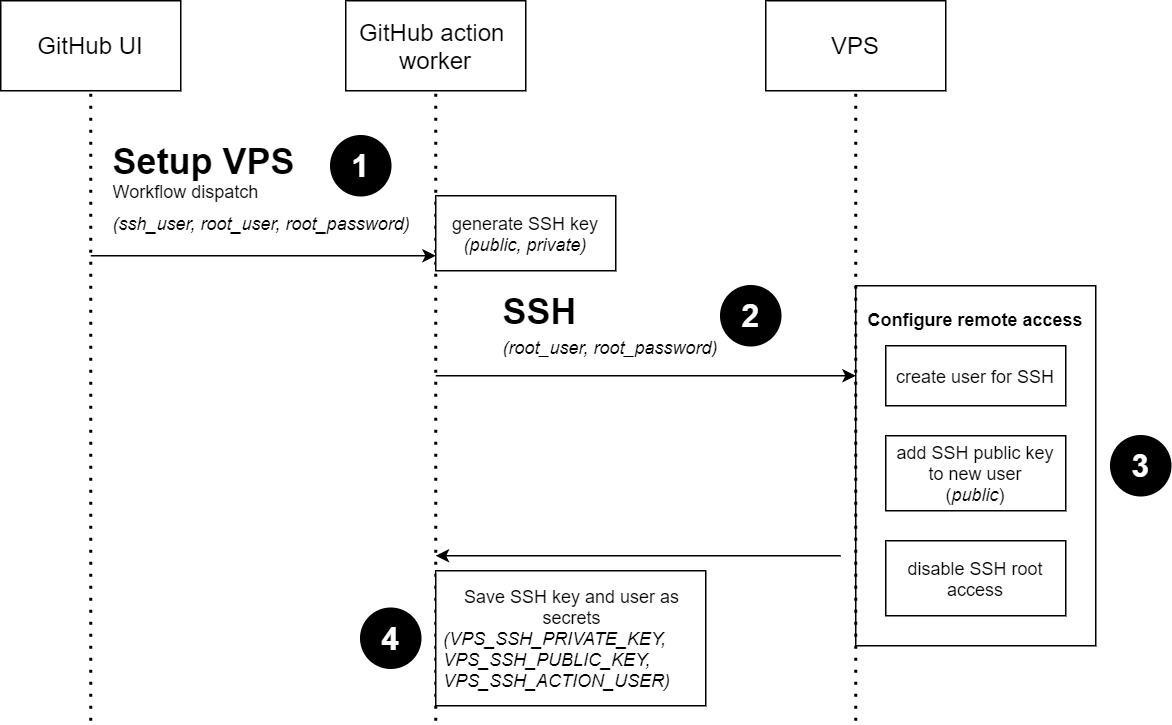 GitHub UI
GitHub action
worker
VPS
Setup VPS
1
Workflow dispatch
(ssh_user, root_user, root_password)
generate SSH key
(public, private)
SSH
2
(root_user, root_password)
Configure remote access
create user for SSH
add SSH public key
to new user
(public)
3
disable SSH root
access
Save SSH key and user as
secrets
(VPS_SSH_PRIVATE_KEY,
VPS_SSH_PUBLIC_KEY,
VPS_SSH_ACTION_USER)
4